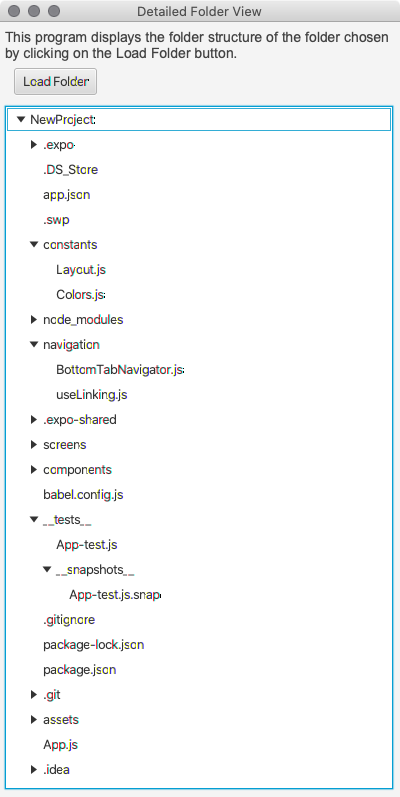 Detailed Folder View
This program displays the folder structure of the folder chosen
by clicking on the Load Folder button.
Load Folder
NewProject
.expo
.DS_Store
app.json
.swp
constants
Layout.js
Colors.js
node_modules
navigation
BottomTabNavigator.js
useLinking.js
.expo-shared
screens
components
babel.config.js
__tests__
App-test.js
__snapshots__
App-test.js.snap
.gitignore
package-lock.json
package.json
.git
assets
App.js
.idea